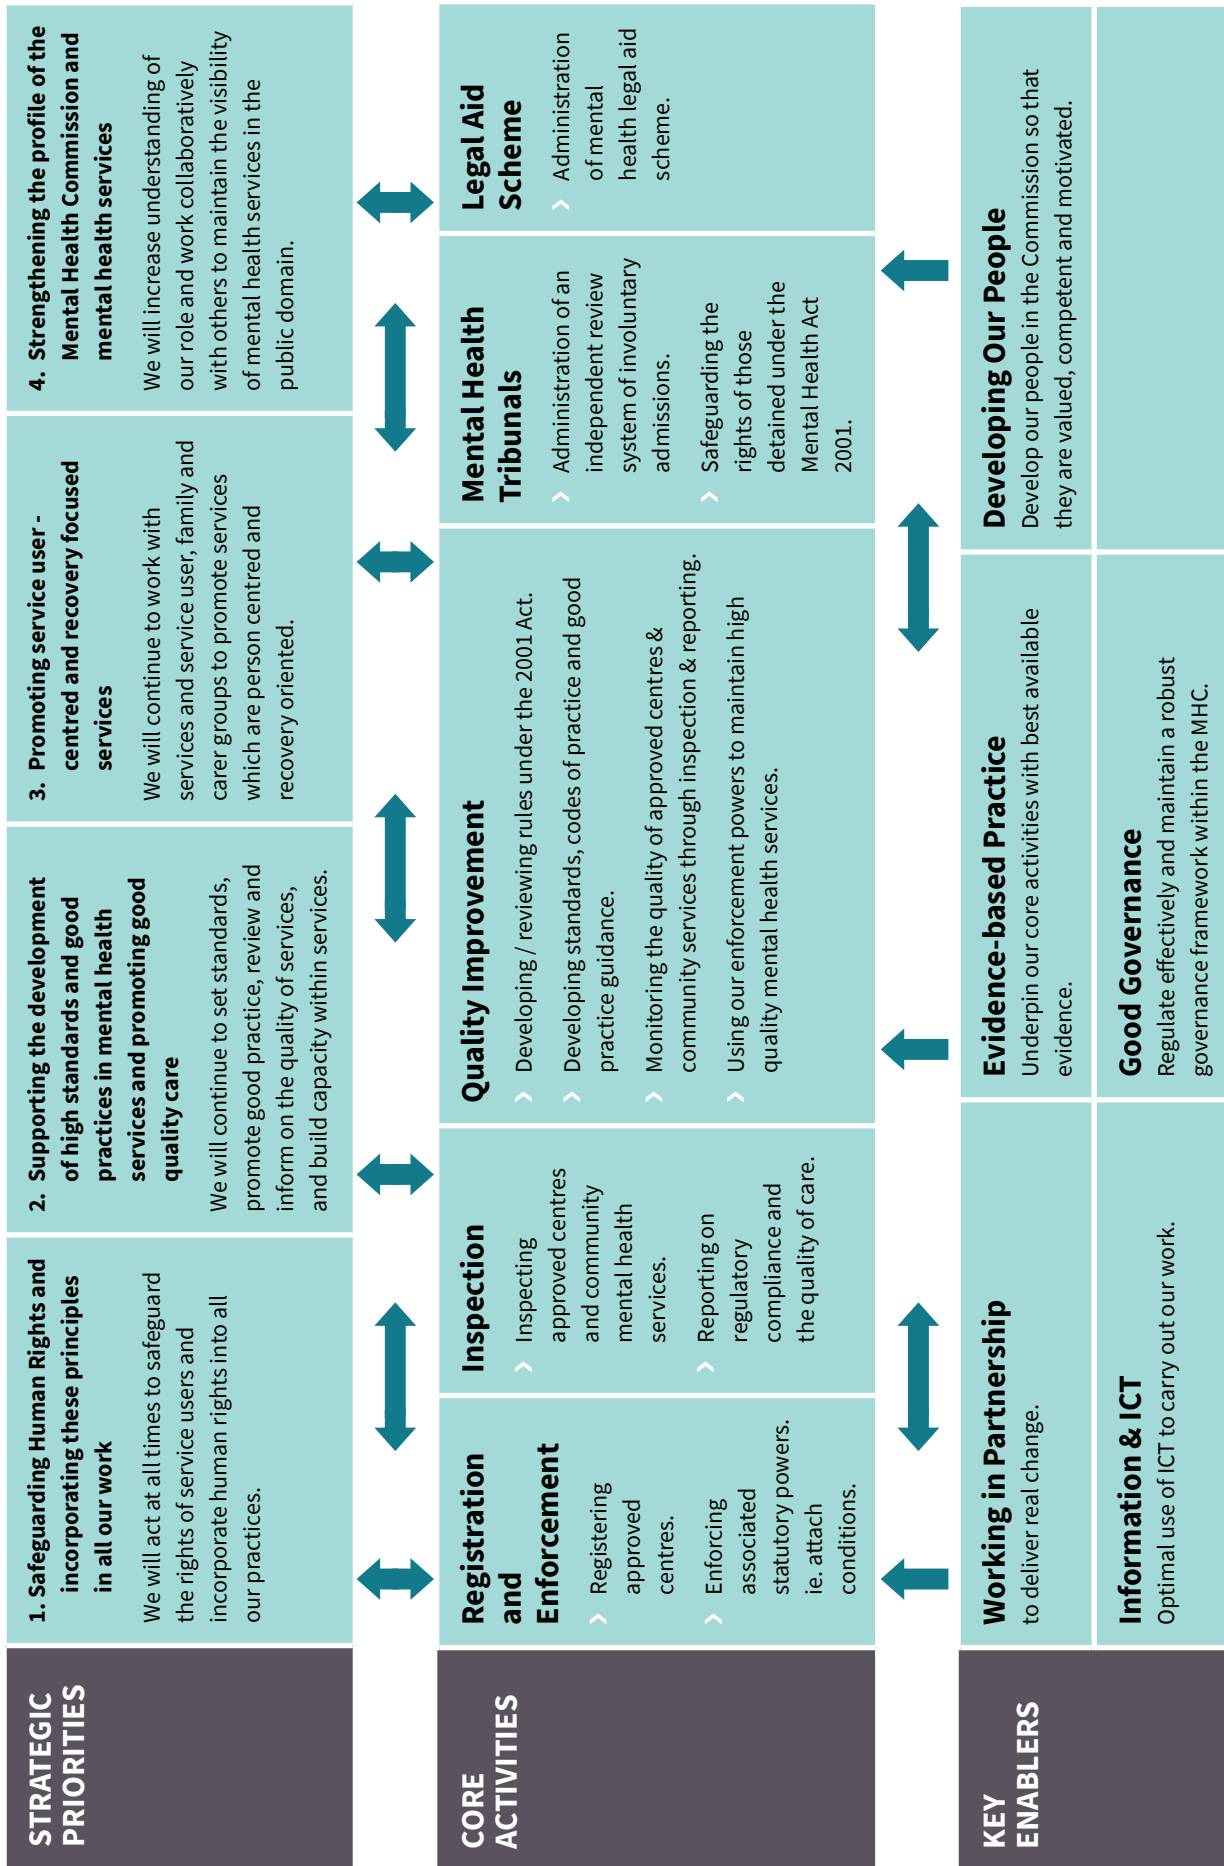 STRATEGIC
PRIORITIES
1. Safeguarding Human Rights and
incorporating these principles
in all our work
We will act at all times to safeguard
the rights of service users and
incorporate human rights into all
our practices.
2. Supporting the development
of high standards and good
practices in mental health
services and promoting good
quality care
We will continue to set standards,
promote good practice, review and
inform on the quality of services,
and build capacity within services.
3. Promoting service user -
centred and recovery focused
services
We will continue to work with
services and service user, family and
carer groups to promote services
which are person centred and
recovery oriented.
4. Strengthening the profile of the
Mental Health Commission and
mental health services
We will increase understanding of
our role and work collaboratively
with others to maintain the visibility
of mental health services in the
public domain.
CORE
ACTIVITIES
Registration
and
Enforcement
› Registering
approved
centres.
› Enforcing
associated
statutory powers.
ie. attach
conditions.
Inspection
› Inspecting
approved centres
and community
mental health
services.
› Reporting on
regulatory
compliance and
the quality of care.
Quality Improvement
› Developing / reviewing rules under the 2001 Act.
› Developing standards, codes of practice and good
practice guidance.
› Monitoring the quality of approved centres &
community services through inspection & reporting.
› Using our enforcement powers to maintain high
quality mental health services.
Mental Health
Tribunals
› Administration of an
independent review
system of involuntary
admissions.
› Safeguarding the
rights of those
detained under the
Mental Health Act
2001.
Legal Aid
Scheme
› Administration
of mental
health legal aid
scheme.
KEY
ENABLERS
Working in Partnership
to deliver real change.
Evidence-based Practice
Underpin our core activities with best available
evidence.
Developing Our People
Develop our people in the Commission so that
they are valued, competent and motivated.
Information & ICT
Optimal use of ICT to carry out our work.
Good Governance
Regulate effectively and maintain a robust
governance framework within the MHC.